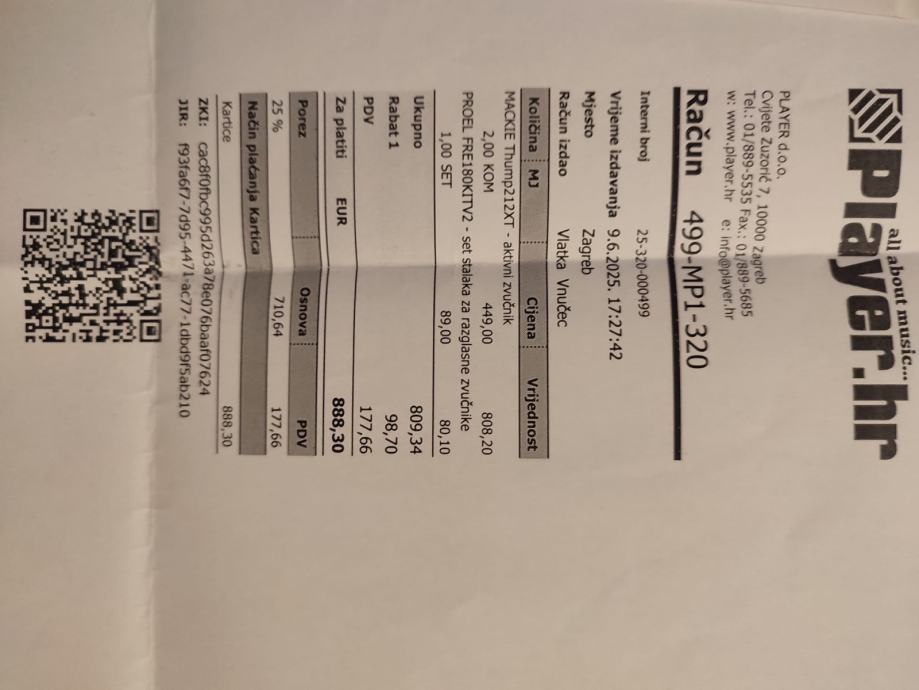 all about music...
Player.hr
PLAYER d.o.o.
Cvijete Zuzorić 7, 10000 Zagreb
Tel.: 01/889-5535 Fax.: 01/889-5685
w: www.player.hr e: info@player.hr
Račun 499-MP1-320
Interni broj 25-320-000499
Vrijeme izdavanja 9.6.2025. 17:27:42
Mjesto Zagreb
Račun izdao Vlatka Vnučec
Količina MJ Cijena Vrijednost
MACKIE Thump212XT - aktivni zvučnik
2,00 KOM 449,00 808,20
PROEL FRE180KITV2 - set stalaka za razglasne zvučnike
1,00 SET 89,00 80,10
Ukupno 809,34
Rabat 1 98,70
PDV 177,66
Za platiti EUR 888,30
Porez Osnova PDV
25 % 710,64 177,66
Način plaćanja Kartica
Kartice 888,30
ZKI: cac8f0fbc995d263a78e076baaf07624
JIR: f93fa6f7-7d95-4471-ac77-1dbd9f5ab210